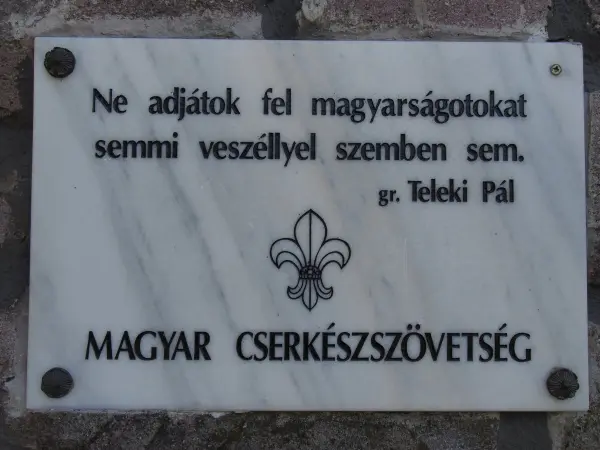 Ne adjátok fel magyarságotokat
semmi veszéllyel szemben sem.
gr. Teleki Pál
MAGYAR CSERKÉSZSZÖVETSÉG